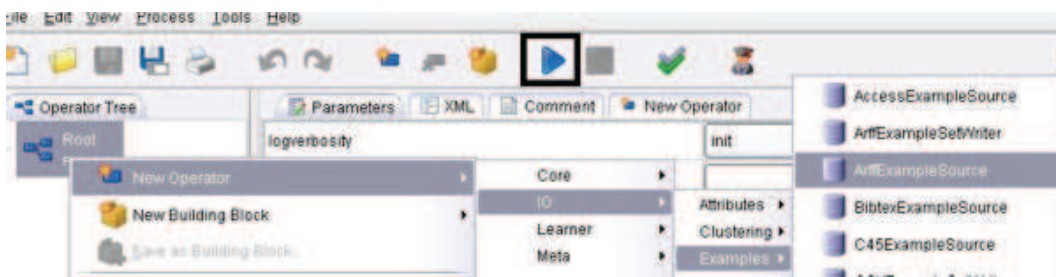 File Edit View Process Tools Help
Operator Tree
Parameters XML Comment New Operator
Root
logverbosity init
New Operator
New Building Block
Save as Building Block...
Core
IO
Learner
Meta
Attributes
Clustering
Examples
AccessExampleSource
ArffExampleSetWriter
ArffExampleSource
BibtexExampleSource
C45ExampleSource